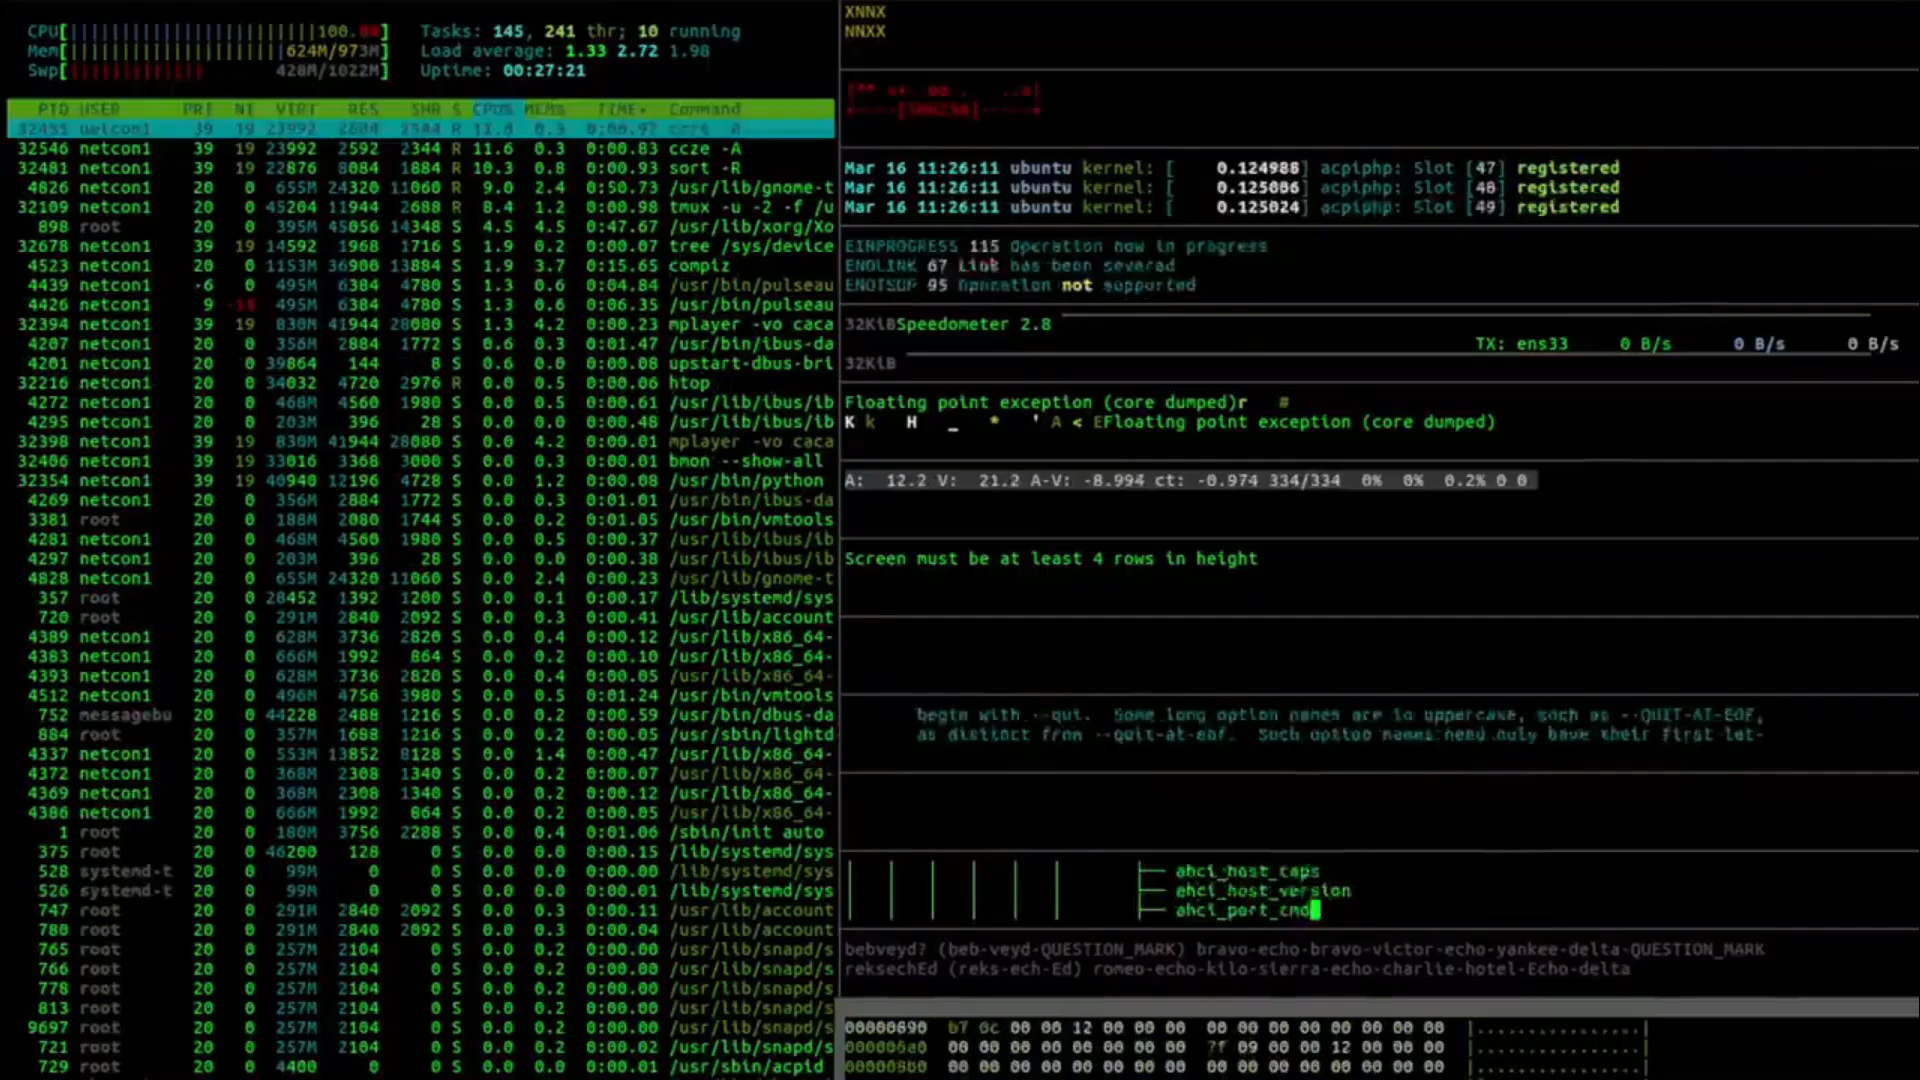 CPU[100.
Mem[624M/973M]
Swp[428M/1022M]
Tasks: 145, 241 thr; 10 running
Load average: 1.33 2.72 1.98
Uptime: 00:27:21
PID USER PRI NI VIRT RES SHR S CPU% MEM% TIME+ Command
netcon1 39 19 23992 R
32546 netcon1 39 19 23992 2592 2344 R 11.6 0.3 0:00.83 ccze -A
32481 netcon1 39 19 22876 8084 1884 R 10.3 0.8 0:00.93 sort -R
4826 netcon1 20 0 655M 24320 11060 R 9.0 2.4 0:50.73 /usr/lib/gnome-t
32109 netcon1 20 0 45204 11944 2688 R 8.4 1.2 0:00.98 tmux -u -2 -f /u
898 root 20 0 395M 45056 14348 S 4.5 4.5 0:47.67 /usr/lib/xorg/Xo
32678 netcon1 39 19 14592 1968 1716 S 1.9 0.2 0:00.07 tree /sys/device
4523 netcon1 20 0 1153M 36900 13884 S 1.9 3.7 0:15.65 compiz
4439 netcon1 -6 0 495M 6384 4780 S 1.3 0.6 0:04.84 /usr/bin/pulseau
4426 netcon1 9 -11 495M 6384 4780 S 1.3 0.6 0:06.35 /usr/bin/pulseau
32394 netcon1 39 19 830M 41944 28080 S 1.3 4.2 0:00.23 mplayer -vo caca
4207 netcon1 20 0 356M 2884 1772 S 0.6 0.3 0:01.47 /usr/bin/ibus-da
4201 netcon1 20 0 39864 144 8 S 0.6 0.0 0:00.08 upstart-dbus-bri
32216 netcon1 20 0 34032 4720 2976 R 0.0 0.5 0:00.06 htop
4272 netcon1 20 0 468M 4560 1980 S 0.0 0.5 0:00.61 /usr/lib/ibus/ib
4295 netcon1 20 0 203M 396 28 S 0.0 0.0 0:00.48 /usr/lib/ibus/ib
32398 netcon1 39 19 830M 41944 28080 S 0.0 4.2 0:00.01 mplayer -vo caca
32406 netcon1 39 19 33016 3368 3000 S 0.0 0.3 0:00.01 bmon --show-all
32354 netcon1 39 19 40940 12196 4728 S 0.0 1.2 0:00.08 /usr/bin/python
4269 netcon1 20 0 356M 2884 1772 S 0.0 0.3 0:01.01 /usr/bin/ibus-da
3381 root 20 0 188M 2080 1744 S 0.0 0.2 0:01.05 /usr/bin/vmtools
4281 netcon1 20 0 468M 4560 1980 S 0.0 0.5 0:00.37 /usr/lib/ibus/ib
4297 netcon1 20 0 203M 396 28 S 0.0 0.0 0:00.38 /usr/lib/ibus/ib
4828 netcon1 20 0 655M 24320 11060 S 0.0 2.4 0:00.23 /usr/lib/gnome-t
357 root 20 0 28452 1392 1200 S 0.0 0.1 0:00.17 /lib/systemd/sys
720 root 20 0 291M 2840 2092 S 0.0 0.3 0:00.41 /usr/lib/account
4389 netcon1 20 0 628M 3736 2820 S 0.0 0.4 0:00.12 /usr/lib/x86_64-
4383 netcon1 20 0 666M 1992 864 S 0.0 0.2 0:00.10 /usr/lib/x86_64-
4393 netcon1 20 0 628M 3736 2820 S 0.0 0.4 0:00.05 /usr/lib/x86_64-
4512 netcon1 20 0 496M 4756 3980 S 0.0 0.5 0:01.24 /usr/bin/vmtools
752 messagebu 20 0 44228 2488 1216 S 0.0 0.2 0:00.59 /usr/bin/dbus-da
884 root 20 0 357M 1688 1216 S 0.0 0.2 0:00.05 /usr/sbin/lightd
4337 netcon1 20 0 553M 13852 8128 S 0.0 1.4 0:00.47 /usr/lib/x86_64-
4372 netcon1 20 0 368M 2308 1340 S 0.0 0.2 0:00.07 /usr/lib/x86_64-
4369 netcon1 20 0 368M 2308 1340 S 0.0 0.2 0:00.12 /usr/lib/x86_64-
4386 netcon1 20 0 666M 1992 864 S 0.0 0.2 0:00.05 /usr/lib/x86_64-
1 root 20 0 180M 3756 2288 S 0.0 0.4 0:01.06 /sbin/init auto
375 root 20 0 46200 128 0 S 0.0 0.0 0:00.15 /lib/systemd/sys
528 systemd-t 20 0 99M 0 0 S 0.0 0.0 0:00.00 /lib/systemd/sys
526 systemd-t 20 0 99M 0 0 S 0.0 0.0 0:00.01 /lib/systemd/sys
747 root 20 0 291M 2840 2092 S 0.0 0.3 0:00.11 /usr/lib/account
780 root 20 0 291M 2840 2092 S 0.0 0.3 0:00.04 /usr/lib/account
765 root 20 0 257M 2104 0 S 0.0 0.2 0:00.00 /usr/lib/snapd/s
766 root 20 0 257M 2104 0 S 0.0 0.2 0:00.00 /usr/lib/snapd/s
778 root 20 0 257M 2104 0 S 0.0 0.2 0:00.00 /usr/lib/snapd/s
813 root 20 0 257M 2104 0 S 0.0 0.2 0:00.00 /usr/lib/snapd/s
9697 root 20 0 257M 2104 0 S 0.0 0.2 0:00.00 /usr/lib/snapd/s
721 root 20 0 257M 2104 0 S 0.0 0.2 0:00.02 /usr/lib/snapd/s
729 root 20 0 4400 0 0 S 0.0 0.0 0:00.01 /usr/sbin/acpid
XNNX
NNXX
Mar 16 11:26:11 ubuntu kernel: [ 0.124988] acpiphp: Slot [47] registered
Mar 16 11:26:11 ubuntu kernel: [ 0.125006] acpiphp: Slot [48] registered
Mar 16 11:26:11 ubuntu kernel: [ 0.125024] acpiphp: Slot [49] registered
EINPROGRESS 115 Operation now in progress
ENOLINK 67 Link has been severed
ENOTSUP 95 Operation not supported
32KiBSpeedometer 2.8
TX: ens33 0 B/s 0 B/s 0 B/s
32KiB
Floating point exception (core dumped)r #
K k H _ * ' A < EFloating point exception (core dumped)
A: 12.2 V: 21.2 A-V: -8.994 ct: -0.974 334/334 0% 0% 0.2% 0 0
Screen must be at least 4 rows in height
begin with --qui. Some long option names are in uppercase, such as --QUIT-AT-EOF,
as distinct from --quit-at-eof. Such option names need only have their first let-
ahci_host_caps
ahci_host_version
ahci_port_cmd
bebveyd? (beb-veyd-QUESTION_MARK) bravo-echo-bravo-victor-echo-yankee-delta-QUESTION_MARK
reksechEd (reks-ech-Ed) romeo-echo-kilo-sierra-echo-charlie-hotel-Echo-delta
00000890 b7 0c 00 00 12 00 00 00 00 00 00 00 00 00 00 00 |................|
000008a0 00 00 00 00 00 00 00 00 7f 09 00 00 12 00 00 00 |................|
000008b0 00 00 00 00 00 00 00 00 00 00 00 00 00 00 00 00 |................|